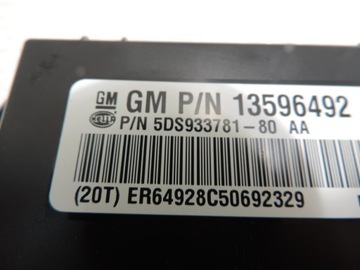 GM GM P/N 13596492
HELLA P/N 5DS933781-80 AA
(20T) ER64928C50692329